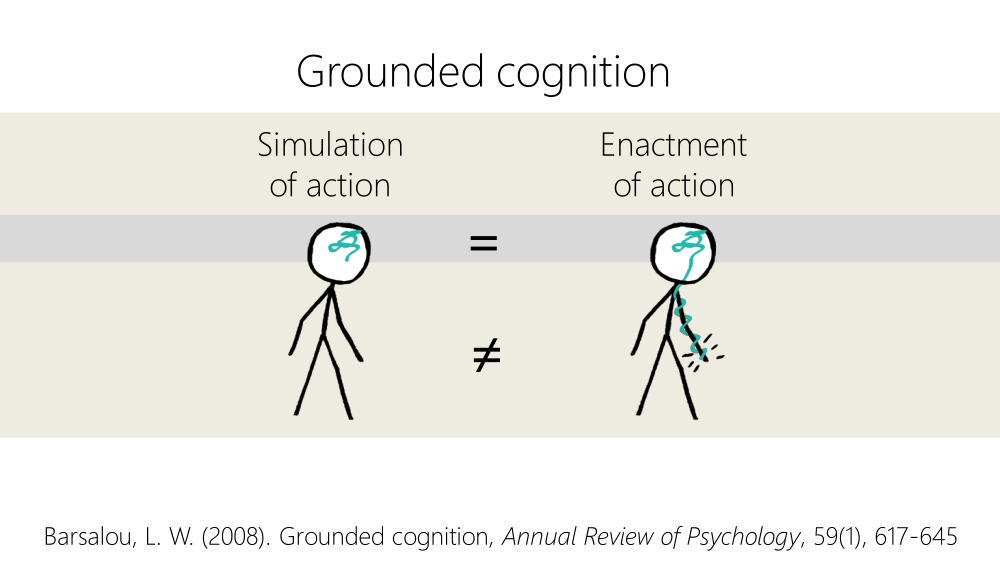 Grounded cognition
Simulation
of action
Enactment
of action
=
≠
Barsalou, L. W. (2008). Grounded cognition, Annual Review of Psychology, 59(1), 617-645